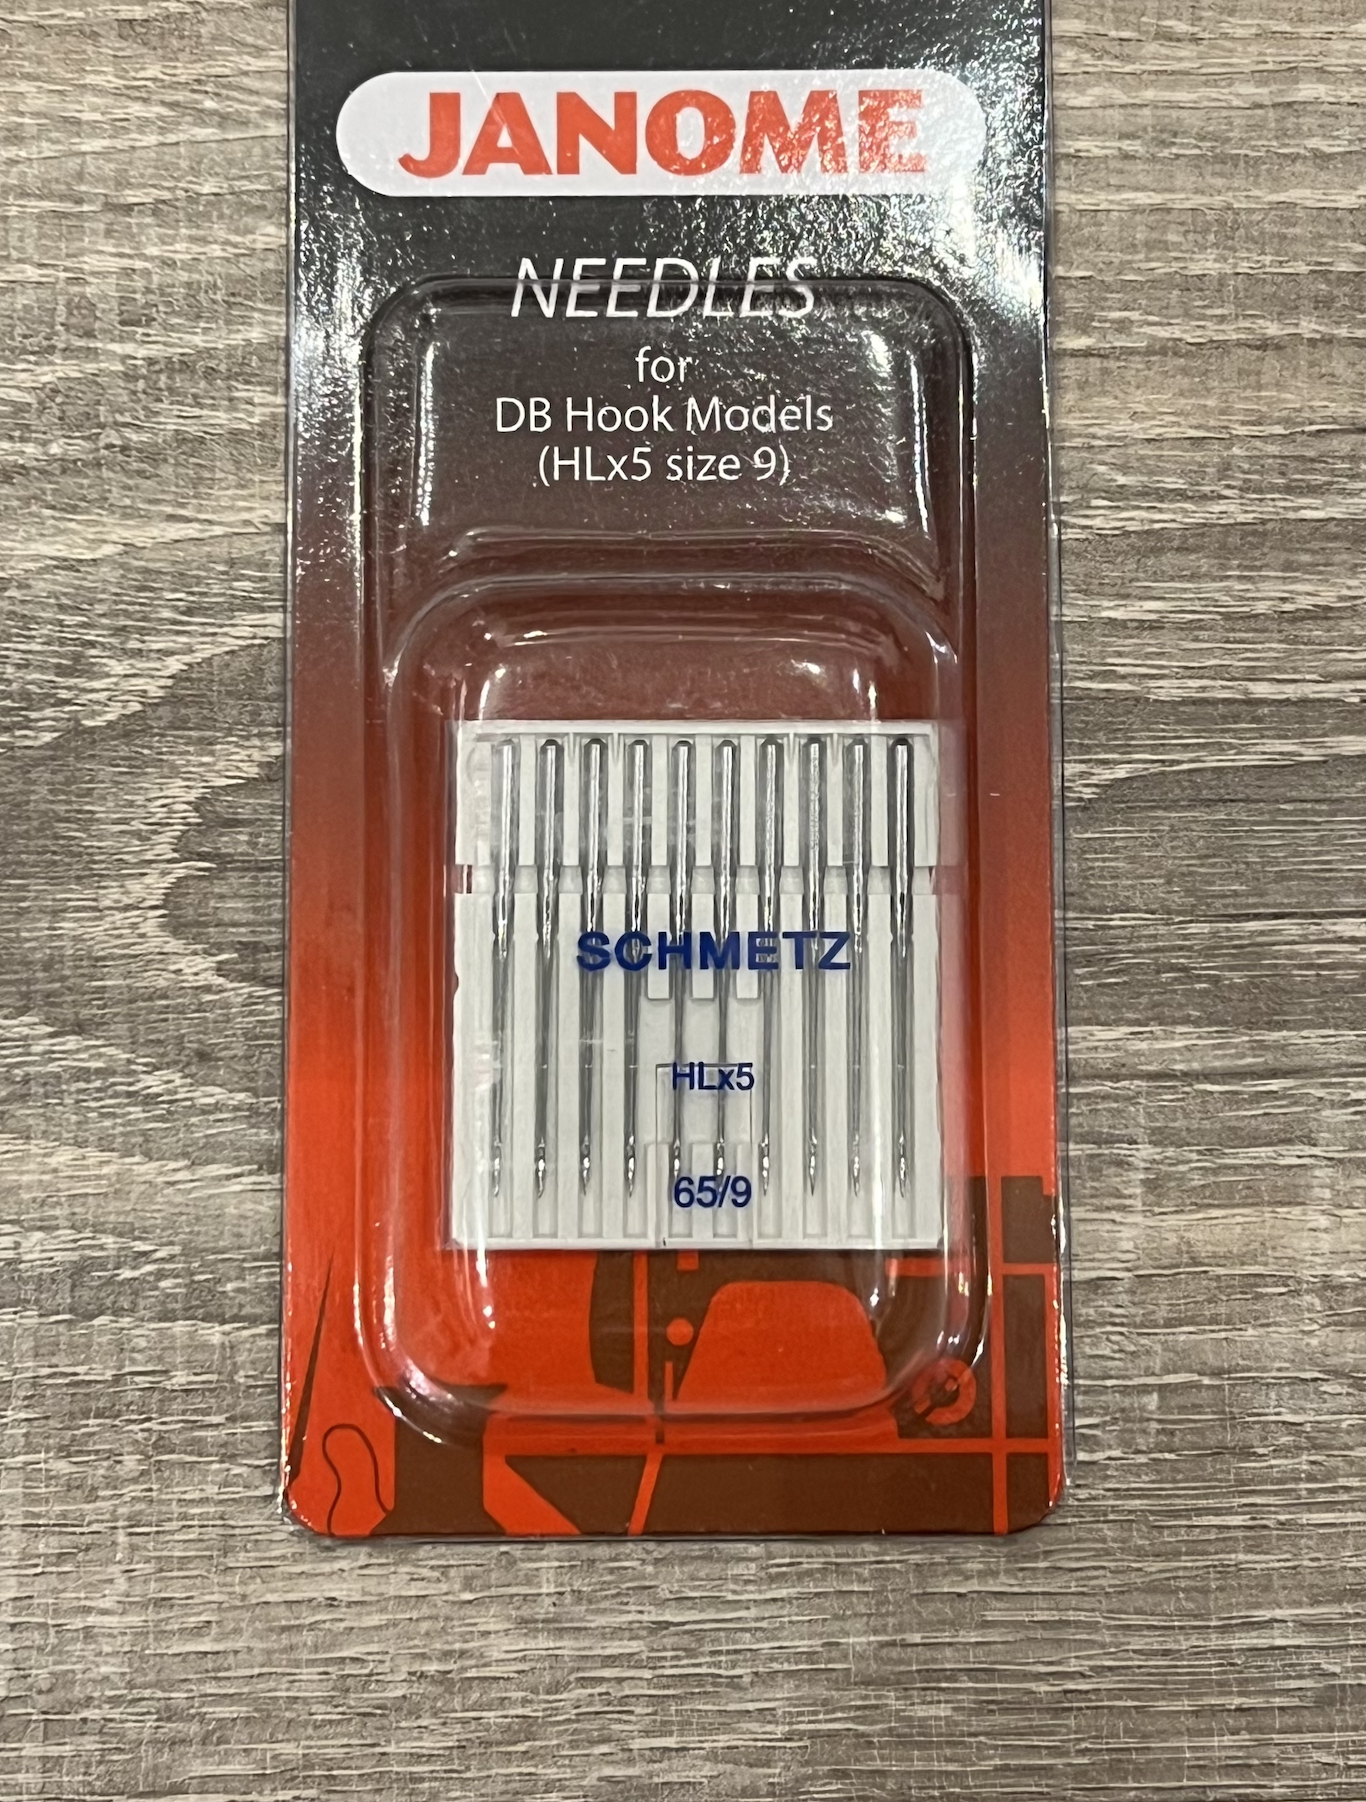 JANOME
NEEDLES
for
DB Hook Models
(HLx5 size 9)
SCHMETZ
HLx5
65/9